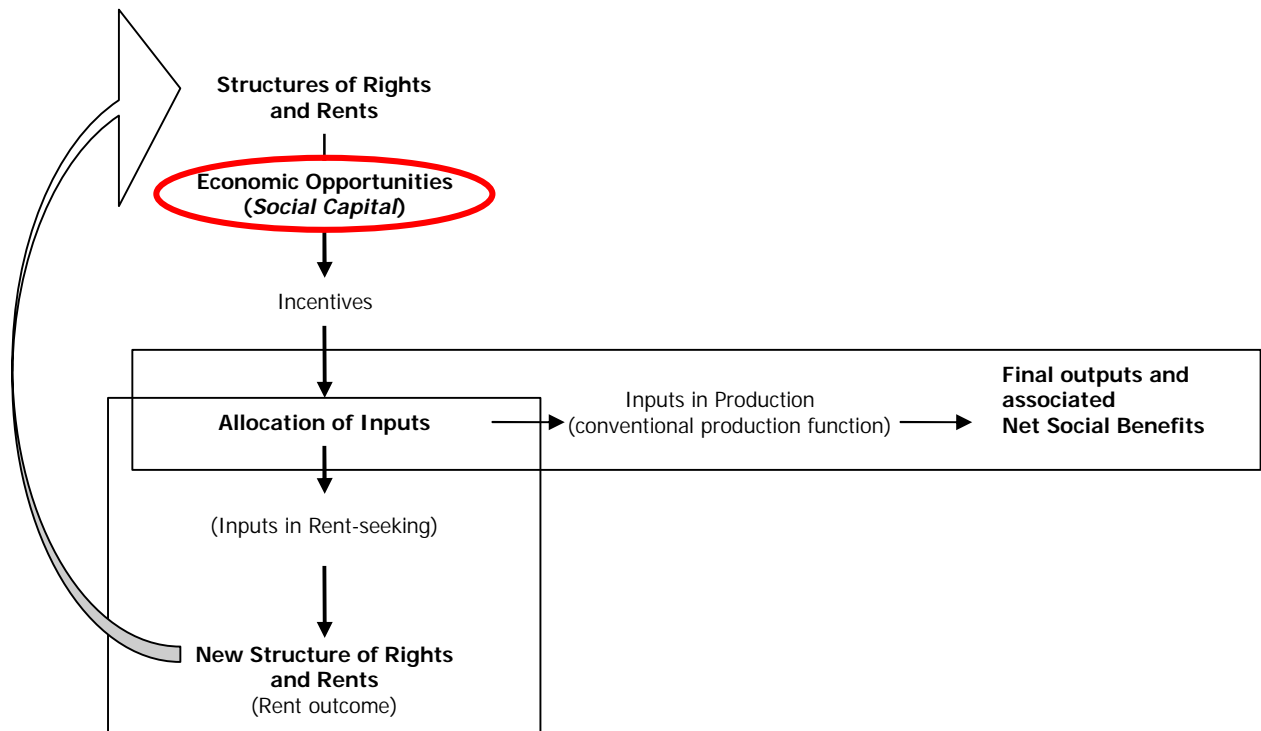 Structures of Rights
and Rents
Economic Opportunities
(Social Capital)
Incentives
Allocation of Inputs
Inputs in Production
(conventional production function)
Final outputs and
associated
Net Social Benefits
(Inputs in Rent-seeking)
New Structure of Rights
and Rents
(Rent outcome)